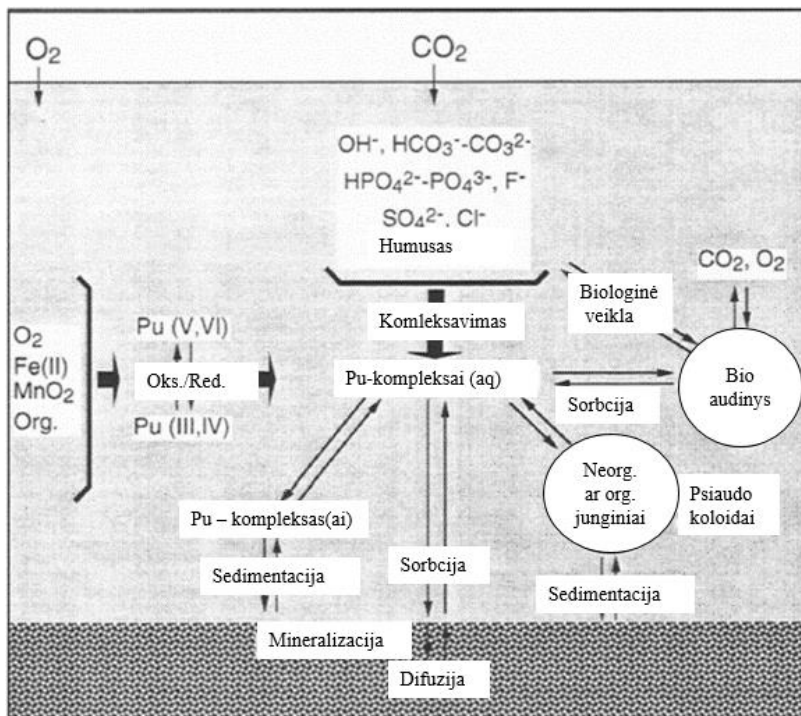 O₂
CO₂
OH⁻, HCO₃⁻-CO₃²⁻
HPO₄²⁻-PO₄³⁻, F⁻
SO₄²⁻, Cl⁻
Humusas
CO₂, O₂
Biologinė
veikla
Komleksavimas
O₂
Fe(II)
MnO₂
Org.
Pu (V,VI)
Oks./Red.
Pu (III,IV)
Pu-kompleksai (aq)
Sorbcija
Bio
audinys
Neorg.
ar org.
junginiai
Psiaudo
koloidai
Pu – kompleksas(ai)
Sedimentacija
Sorbcija
Sedimentacija
Mineralizacija
Difuzija